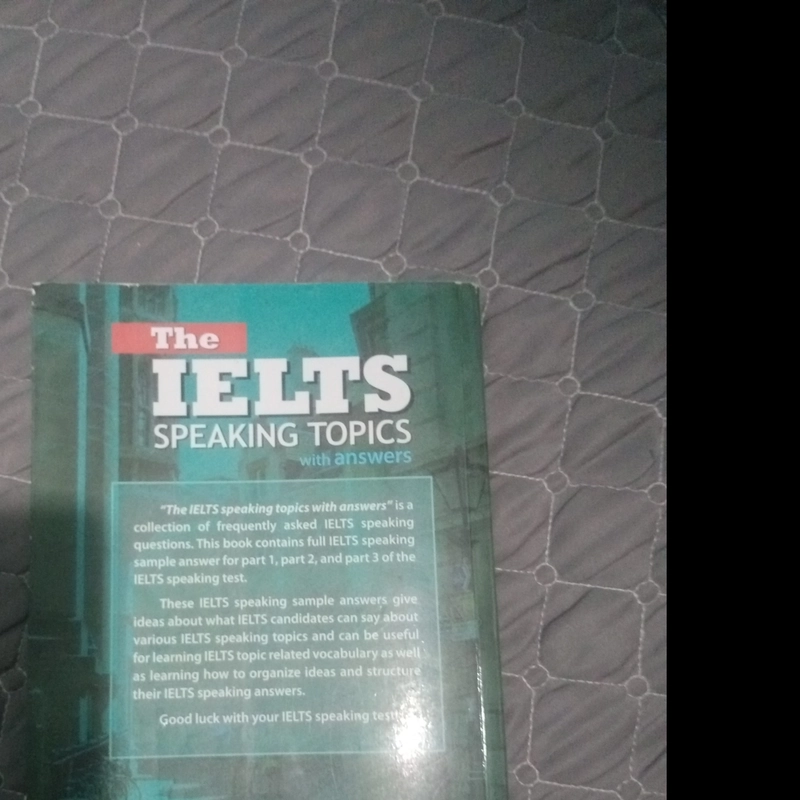 The
IELTS
SPEAKING TOPICS
with answers
"The IELTS speaking topics with answers" is a
collection of frequently asked IELTS speaking
questions. This book contains full IELTS speaking
sample answer for part 1, part 2, and part 3 of the
IELTS speaking test.
These IELTS speaking sample answers give
ideas about what IELTS candidates can say about
various IELTS speaking topics and can be useful
for learning IELTS topic related vocabulary as well
as learning how to organize ideas and structure
their IELTS speaking answers.
Good luck with your IELTS speaking test